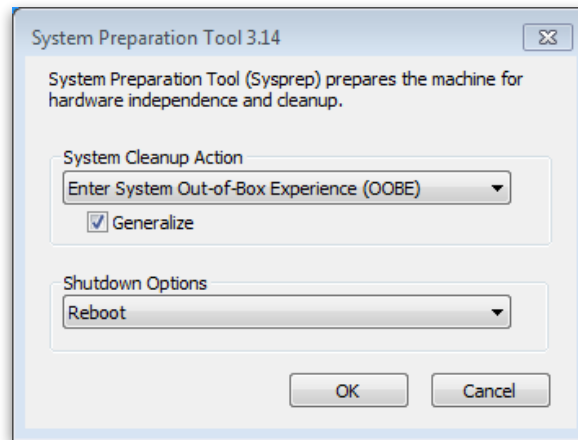 System Preparation Tool 3.14
System Preparation Tool (Sysprep) prepares the machine for
hardware independence and cleanup.
System Cleanup Action
Enter System Out-of-Box Experience (OOBE)
Generalize
Shutdown Options
Reboot
OK Cancel